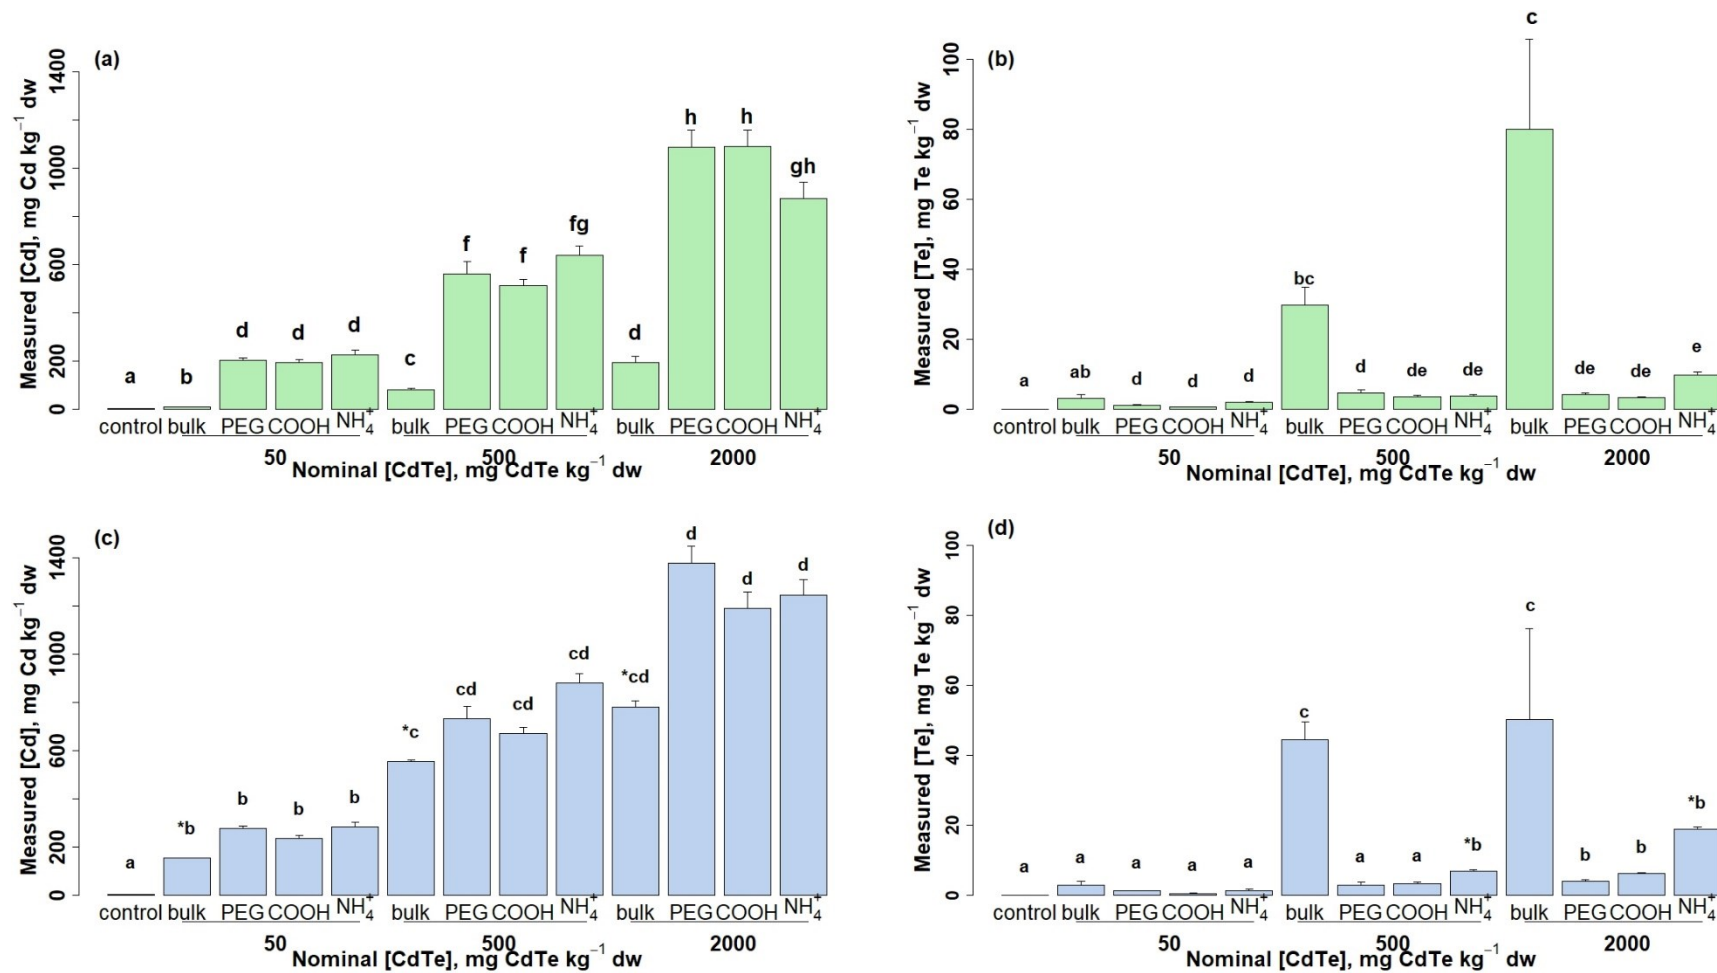 (a)
Measured [Cd], mg Cd kg⁻¹ dw
1400
1000
600
200
0
a
b
d
d
d
c
f
f
fg
d
h
h
gh
control bulk PEG COOH NH₄⁺ bulk PEG COOH NH₄⁺ bulk PEG COOH NH₄⁺
50 500 2000
Nominal [CdTe], mg CdTe kg⁻¹ dw
(b)
Measured [Te], mg Te kg⁻¹ dw
100
80
60
40
20
0
a
ab
d
d
d
bc
d
de
de
c
de
de
e
control bulk PEG COOH NH₄⁺ bulk PEG COOH NH₄⁺ bulk PEG COOH NH₄⁺
50 500 2000
Nominal [CdTe], mg CdTe kg⁻¹ dw
(c)
Measured [Cd], mg Cd kg⁻¹ dw
1400
1000
600
200
0
a
*b
b
b
b
*c
cd
cd
cd
*cd
d
d
d
control bulk PEG COOH NH₄⁺ bulk PEG COOH NH₄⁺ bulk PEG COOH NH₄⁺
50 500 2000
Nominal [CdTe], mg CdTe kg⁻¹ dw
(d)
Measured [Te], mg Te kg⁻¹ dw
100
80
60
40
20
0
a
a
a
a
a
c
a
a
*b
c
b
b
*b
control bulk PEG COOH NH₄⁺ bulk PEG COOH NH₄⁺ bulk PEG COOH NH₄⁺
50 500 2000
Nominal [CdTe], mg CdTe kg⁻¹ dw